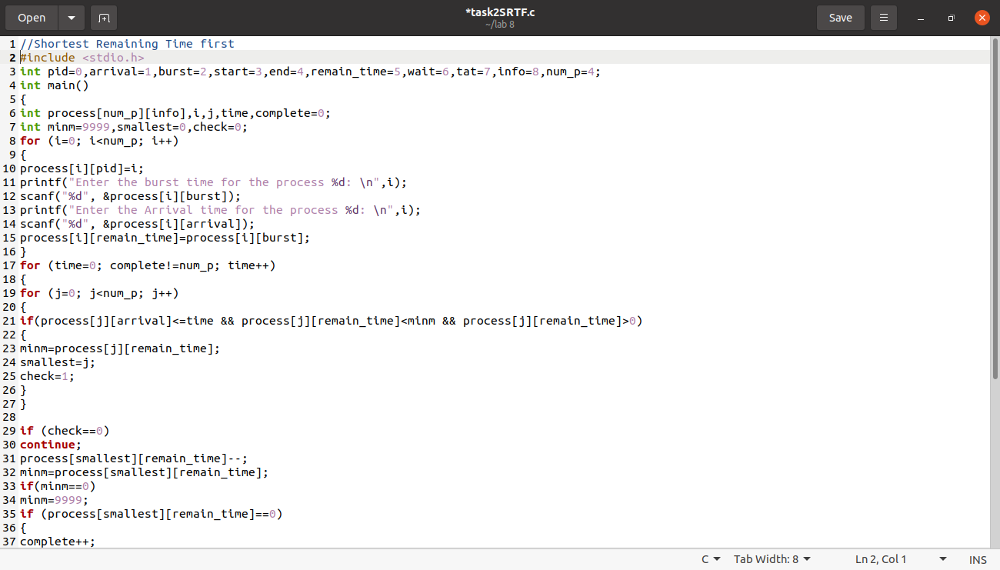 Open
*task2SRTF.c
~/lab 8
Save
1 //Shortest Remaining Time first
2 #include <stdio.h>
3 int pid=0,arrival=1,burst=2,start=3,end=4,remain_time=5,wait=6,tat=7,info=8,num_p=4;
4 int main()
5 {
6 int process[num_p][info],i,j,time,complete=0;
7 int minm=9999,smallest=0,check=0;
8 for (i=0; i<num_p; i++)
9 {
10 process[i][pid]=i;
11 printf("Enter the burst time for the process %d: \n",i);
12 scanf("%d", &process[i][burst]);
13 printf("Enter the Arrival time for the process %d: \n",i);
14 scanf("%d", &process[i][arrival]);
15 process[i][remain_time]=process[i][burst];
16 }
17 for (time=0; complete!=num_p; time++)
18 {
19 for (j=0; j<num_p; j++)
20 {
21 if(process[j][arrival]<=time && process[j][remain_time]<minm && process[j][remain_time]>0)
22 {
23 minm=process[j][remain_time];
24 smallest=j;
25 check=1;
26 }
27 }
28
29 if (check==0)
30 continue;
31 process[smallest][remain_time]--;
32 minm=process[smallest][remain_time];
33 if(minm==0)
34 minm=9999;
35 if (process[smallest][remain_time]==0)
36 {
37 complete++;
C
Tab Width: 8
Ln 2, Col 1
INS